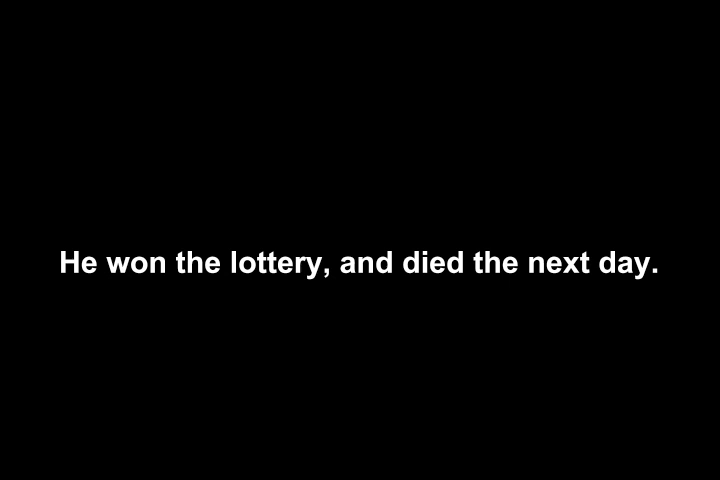 He won the lottery, and died the next day.